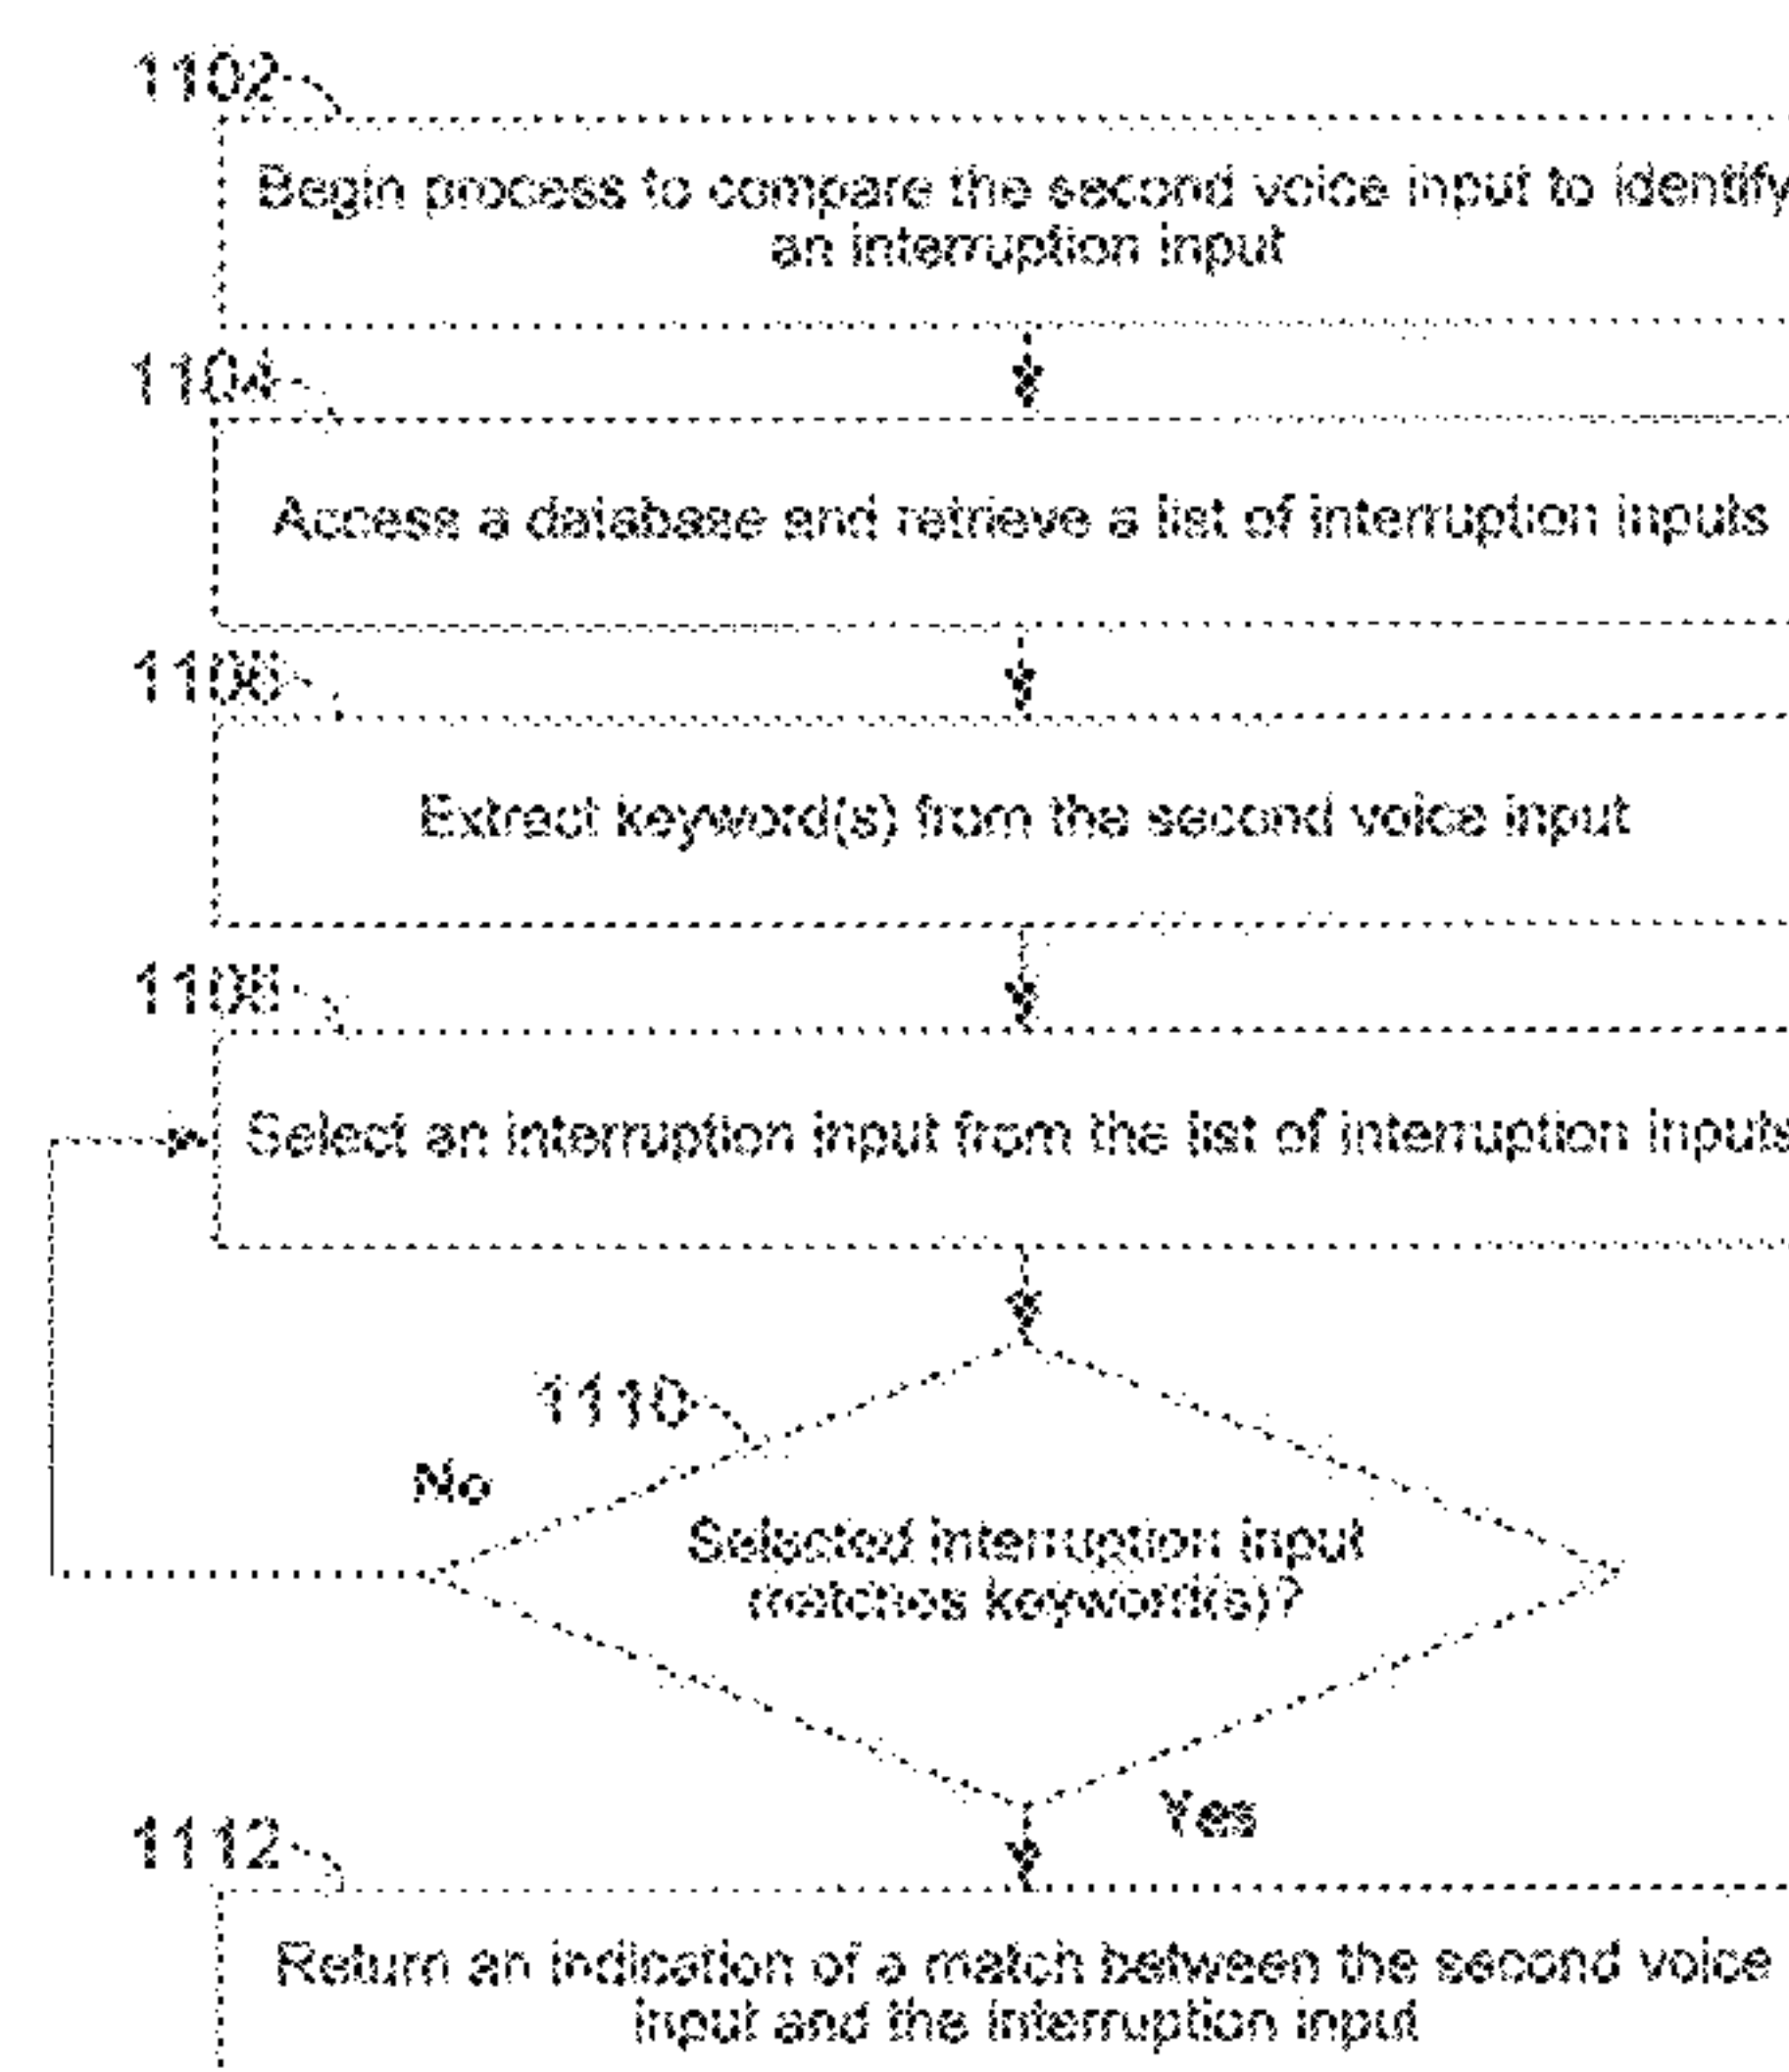 1102
Begin process to compare the second voice input to identify
an interruption input
1104
Access a database and retrieve a list of interruption inputs
1106
Extract keyword(s) from the second voice input
1108
Select an interruption input from the list of interruption inputs
1110
No
Selected interruption input
matches keyword(s)?
Yes
1112
Return an indication of a match between the second voice
input and the interruption input